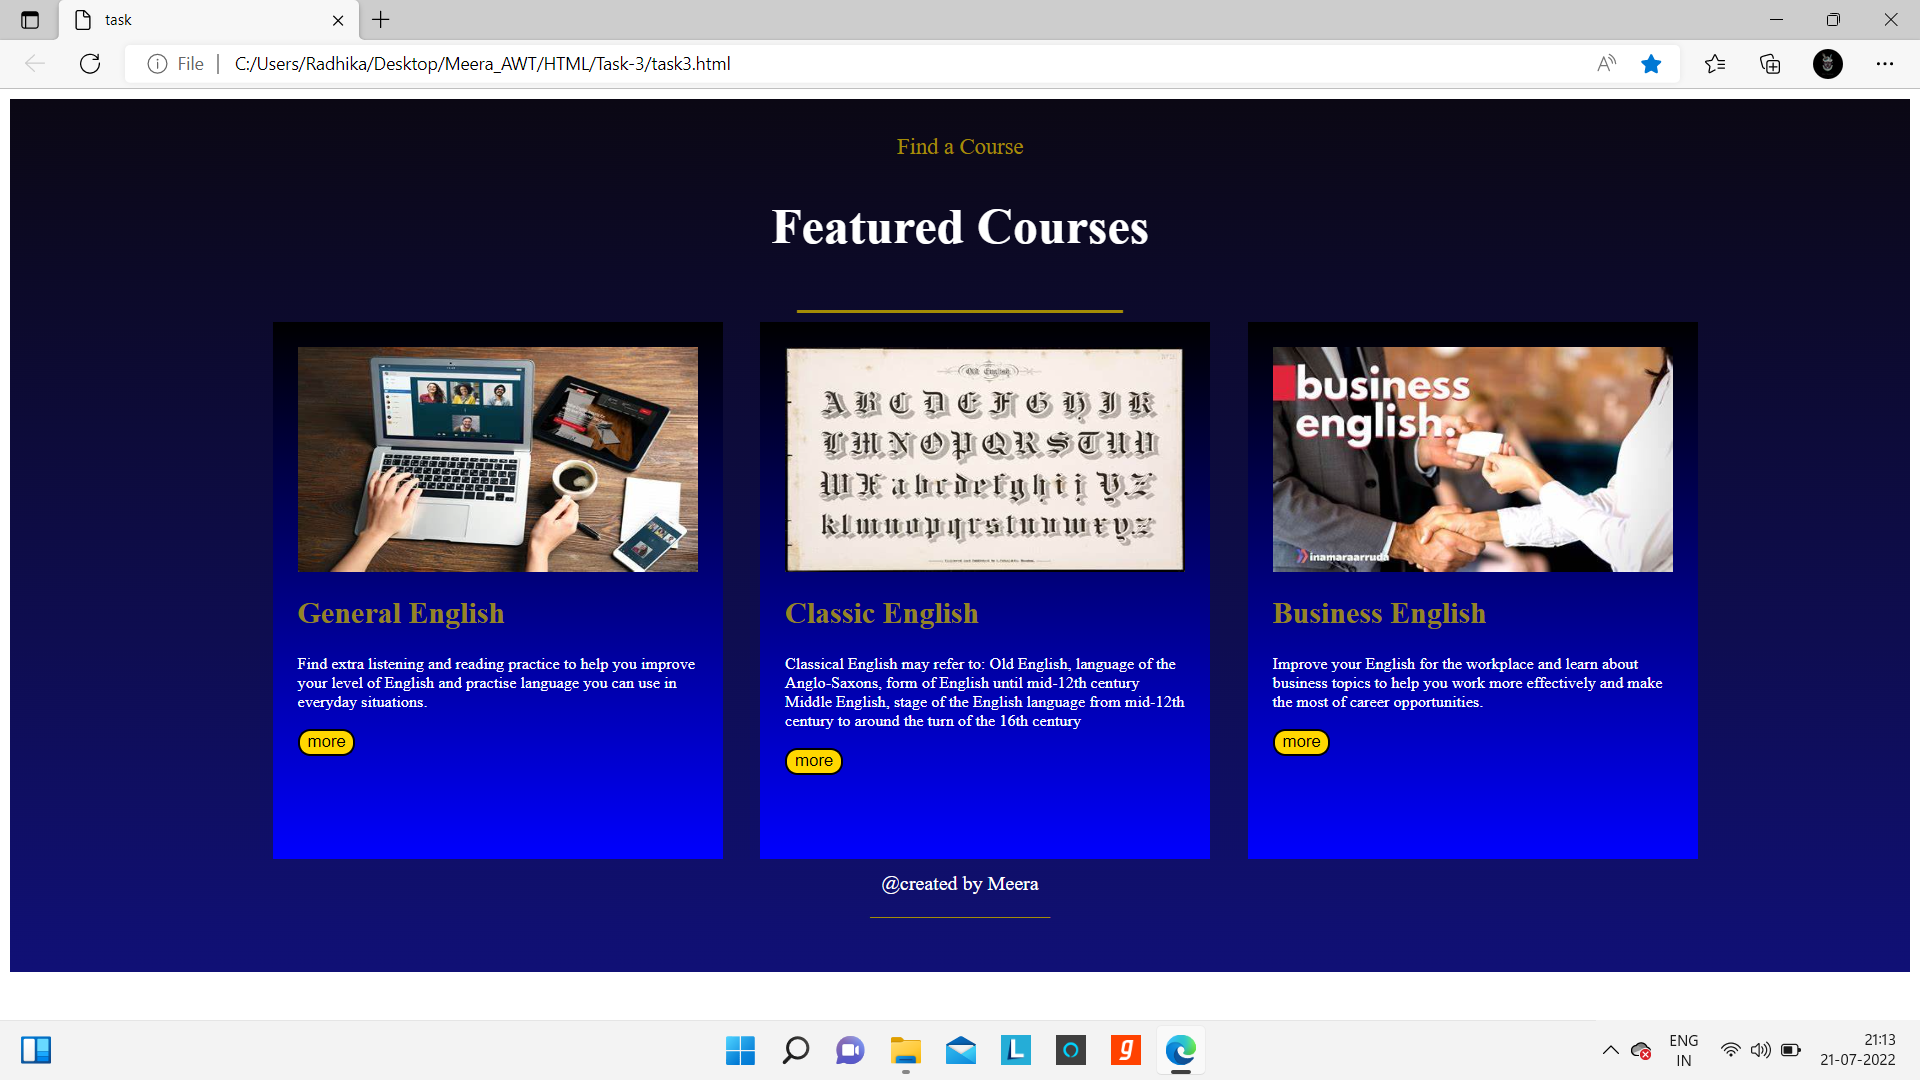 task
File
C:/Users/Radhika/Desktop/Meera_AWT/HTML/Task-3/task3.html
Find a Course
Featured Courses
Old English
A B C D E F G H I K
L M N O P Q R S T U V
W X a b c d e f g h i j Y Z
k l m n o p q r s t u v w x y z
business
english.
inamaraarruda
General English
Find extra listening and reading practice to help you improve
your level of English and practise language you can use in
everyday situations.
more
Classic English
Classical English may refer to: Old English, language of the
Anglo-Saxons, form of English until mid-12th century
Middle English, stage of the English language from mid-12th
century to around the turn of the 16th century
more
Business English
Improve your English for the workplace and learn about
business topics to help you work more effectively and make
the most of career opportunities.
more
@created by Meera
ENG
IN
21:13
21-07-2022